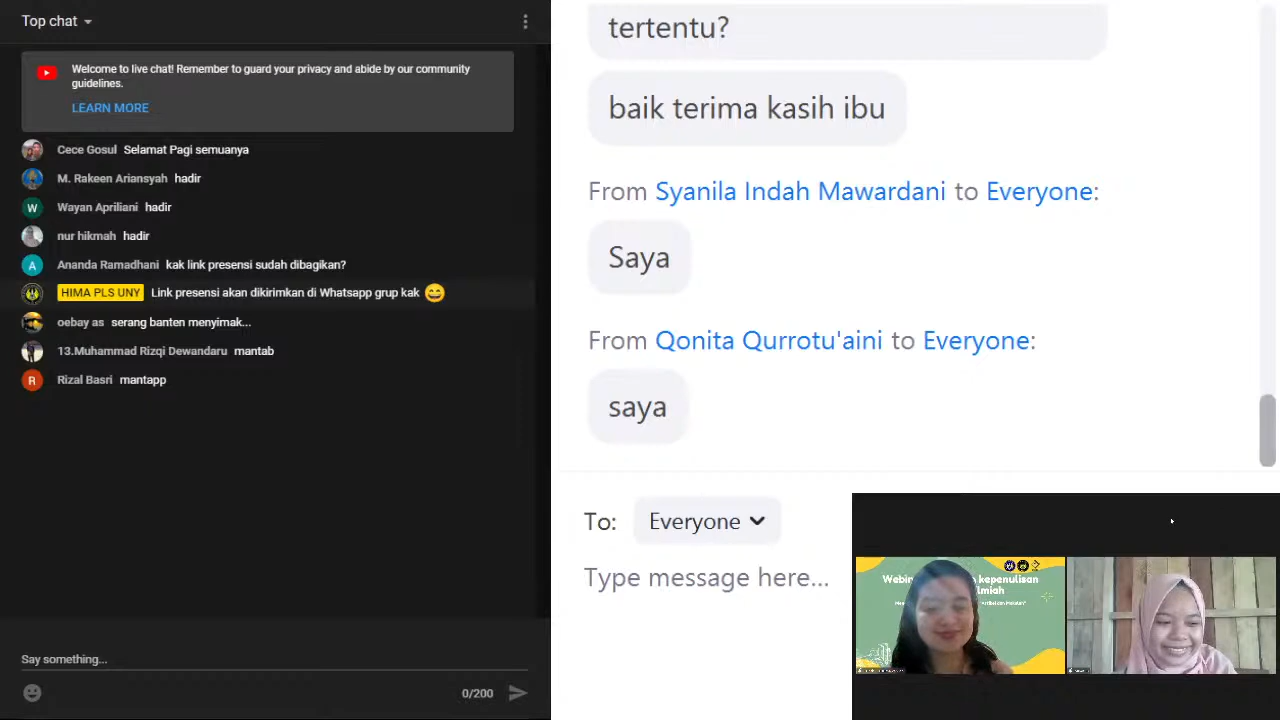 Top chat
Welcome to live chat! Remember to guard your privacy and abide by our community
guidelines.
LEARN MORE
Cece Gosul Selamat Pagi semuanya
M. Rakeen Ariansyah hadir
W Wayan Apriliani hadir
nur hikmah hadir
A Ananda Ramadhani kak link presensi sudah dibagikan?
HIMA PLS UNY Link presensi akan dikirimkan di Whatsapp grup kak 😄
oebay as serang banten menyimak...
13.Muhammad Rizqi Dewandaru mantab
R Rizal Basri mantapp
Say something...
0/200
tertentu?
baik terima kasih ibu
From Syanila Indah Mawardani to Everyone:
Saya
From Qonita Qurrotu'aini to Everyone:
saya
To: Everyone
Type message here...
kepenulisan